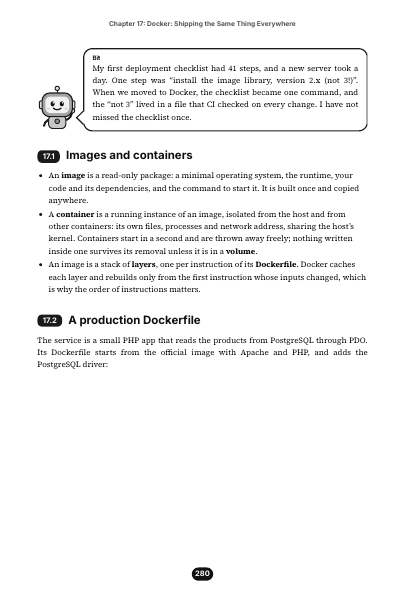 Chapter 17: Docker: Shipping the Same Thing Everywhere
Bit
My first deployment checklist had 41 steps, and a new server took a
day. One step was “install the image library, version 2.x (not 3!)”.
When we moved to Docker, the checklist became one command, and
the “not 3” lived in a file that CI checked on every change. I have not
missed the checklist once.
17.1 Images and containers
• An image is a read-only package: a minimal operating system, the runtime, your
code and its dependencies, and the command to start it. It is built once and copied
anywhere.
• A container is a running instance of an image, isolated from the host and from
other containers: its own files, processes and network address, sharing the host’s
kernel. Containers start in a second and are thrown away freely; nothing written
inside one survives its removal unless it is in a volume.
• An image is a stack of layers, one per instruction of its Dockerfile. Docker caches
each layer and rebuilds only from the first instruction whose inputs changed, which
is why the order of instructions matters.
17.2 A production Dockerfile
The service is a small PHP app that reads the products from PostgreSQL through PDO.
Its Dockerfile starts from the official image with Apache and PHP, and adds the
PostgreSQL driver:
280